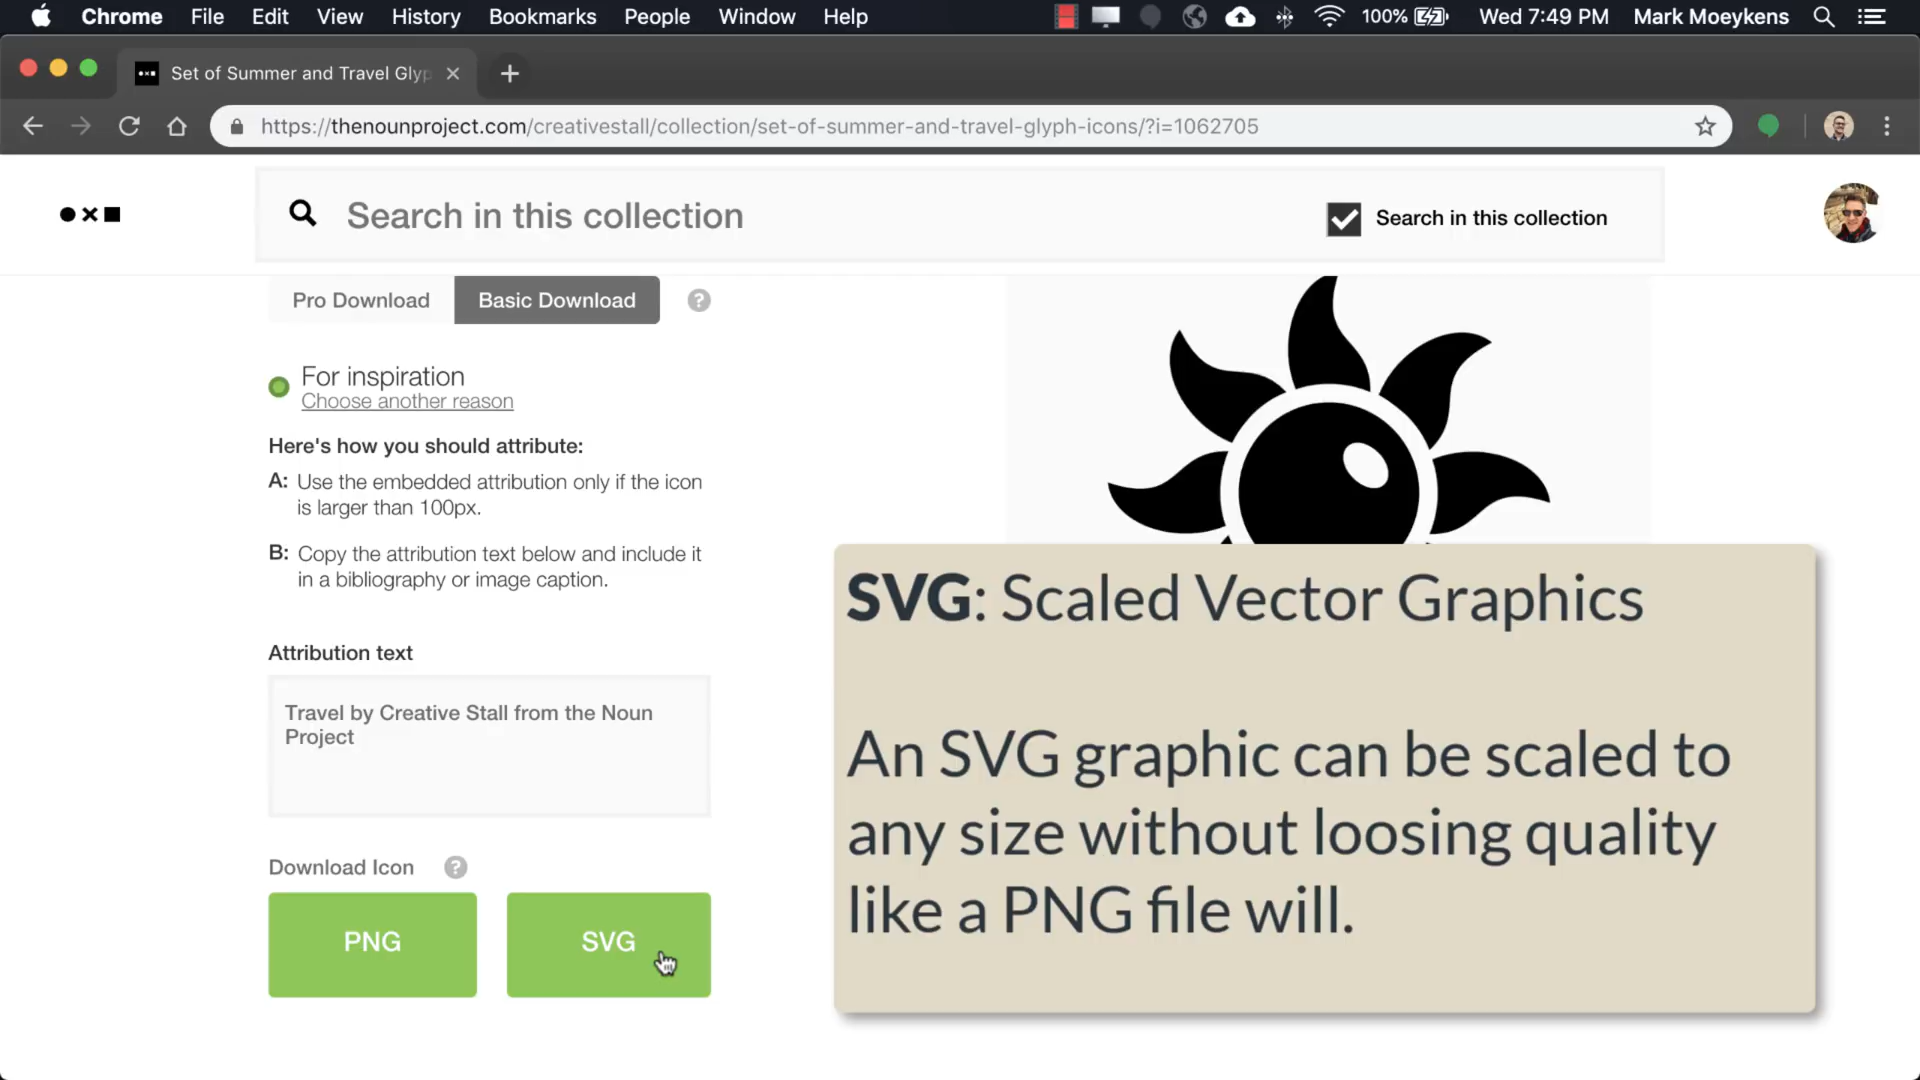 Chrome File Edit View History Bookmarks People Window Help 100% Wed 7:49 PM Mark Moeykens
Set of Summer and Travel Glyp
https://thenounproject.com/creativestall/collection/set-of-summer-and-travel-glyph-icons/?i=1062705
Search in this collection
Search in this collection
Pro Download Basic Download ?
For inspiration
Choose another reason
Here's how you should attribute:
A: Use the embedded attribution only if the icon
is larger than 100px.
B: Copy the attribution text below and include it
in a bibliography or image caption.
Attribution text
Travel by Creative Stall from the Noun
Project
Download Icon ?
PNG SVG
SVG: Scaled Vector Graphics
An SVG graphic can be scaled to
any size without loosing quality
like a PNG file will.